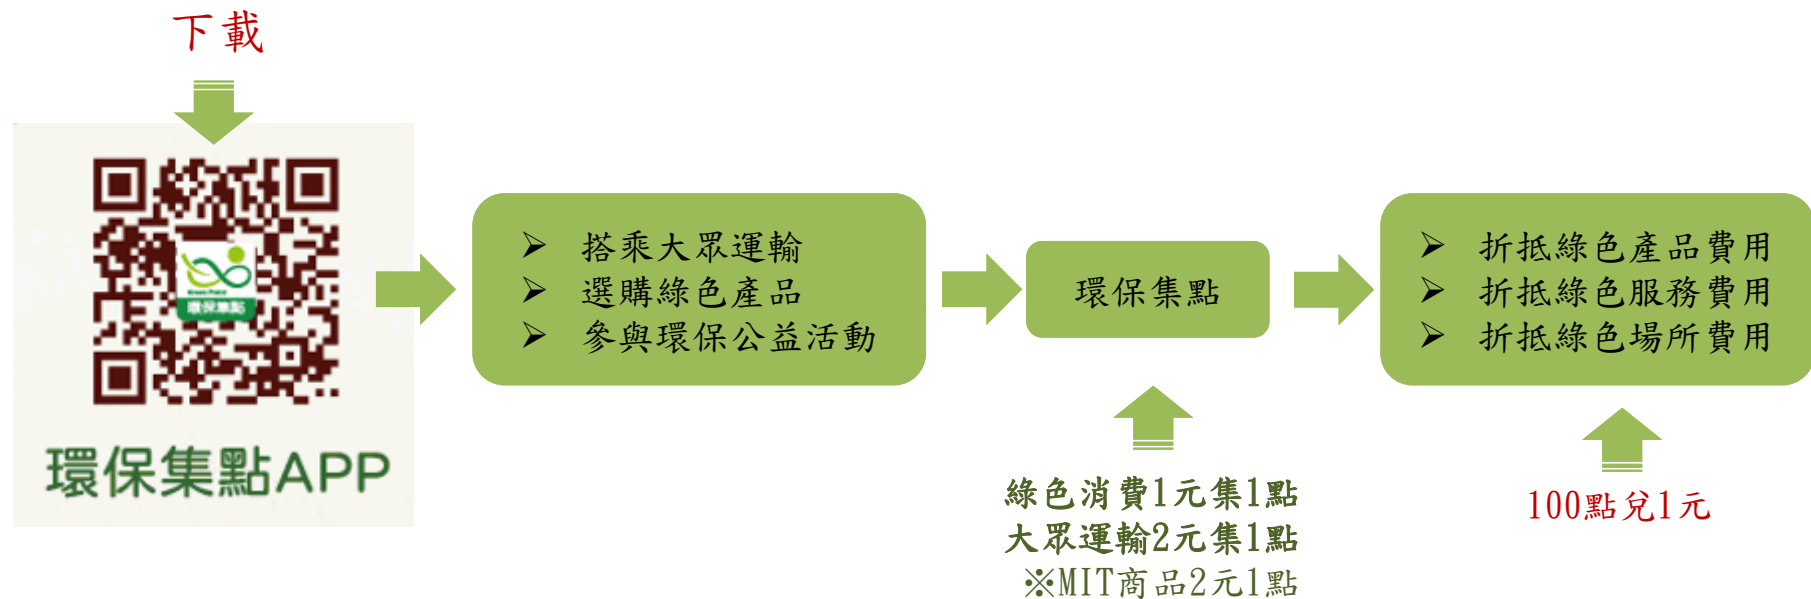 下載
環保集點
環保集點APP
➢ 搭乘大眾運輸
➢ 選購綠色產品
➢ 參與環保公益活動
環保集點
綠色消費1元集1點
大眾運輸2元集1點
※MIT商品2元1點
➢ 折抵綠色產品費用
➢ 折抵綠色服務費用
➢ 折抵綠色場所費用
100點兌1元